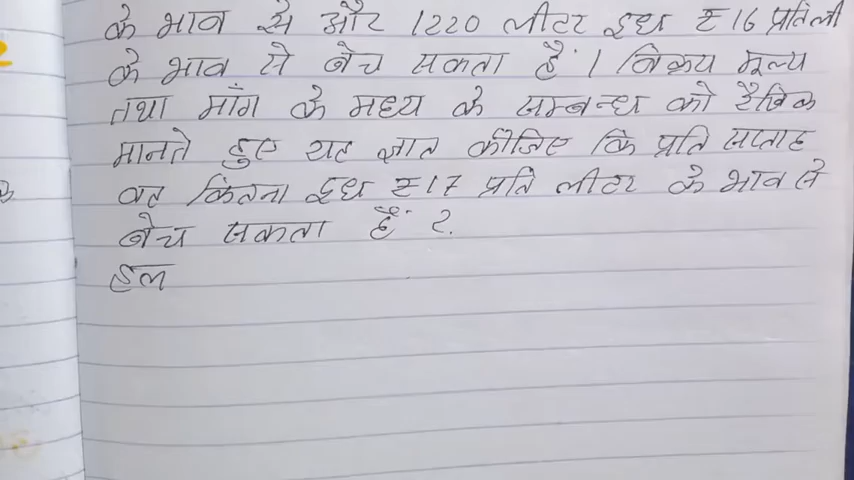 के भाव से और 1220 लीटर दूध ₹16 प्रतिली
के भाव से बेच सकता हैं । विक्रय मूल्य
तथा माँग के मध्य के सम्बन्ध को रैखिक
मानते हुए यह ज्ञात कीजिए कि प्रति सप्ताह
वह कितना दूध ₹17 प्रति लीटर के भाव से
बेच सकता हैं ?.
हल